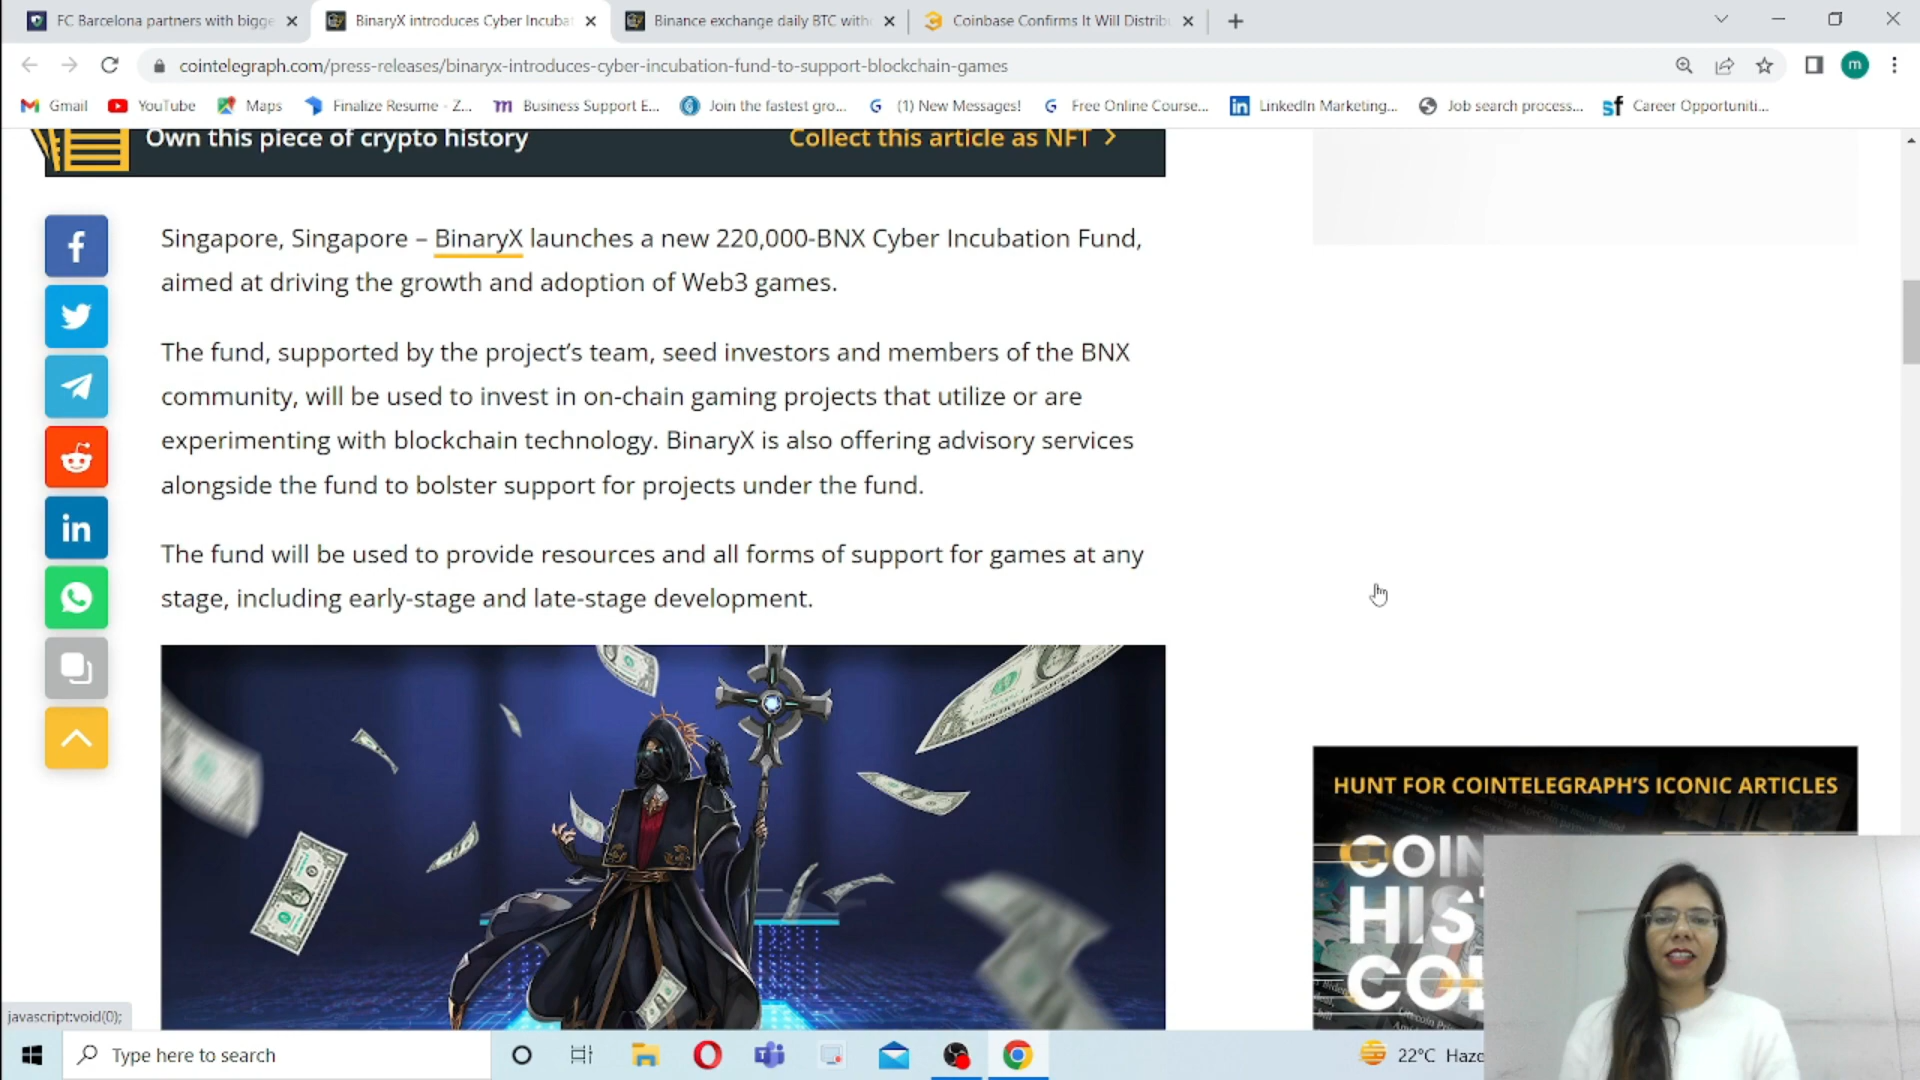 FC Barcelona partners with bigge
BinaryX introduces Cyber Incuba
Binance exchange daily BTC with
Coinbase Confirms It Will Distrib
cointelegraph.com/press-releases/binaryx-introduces-cyber-incubation-fund-to-support-blockchain-games
m
Gmail
YouTube
Maps
Finalize Resume - Z...
Business Support E...
Join the fastest gro...
(1) New Messages!
Free Online Course...
LinkedIn Marketing...
Job search process...
Career Opportuniti...
Own this piece of crypto history
Collect this article as NFT >
Singapore, Singapore – BinaryX launches a new 220,000-BNX Cyber Incubation Fund,
aimed at driving the growth and adoption of Web3 games.
The fund, supported by the project's team, seed investors and members of the BNX
community, will be used to invest in on-chain gaming projects that utilize or are
experimenting with blockchain technology. BinaryX is also offering advisory services
alongside the fund to bolster support for projects under the fund.
The fund will be used to provide resources and all forms of support for games at any
stage, including early-stage and late-stage development.
HUNT FOR COINTELEGRAPH'S ICONIC ARTICLES
COIN
HIS
CO
javascript:void(0);
Type here to search
22°C Haze